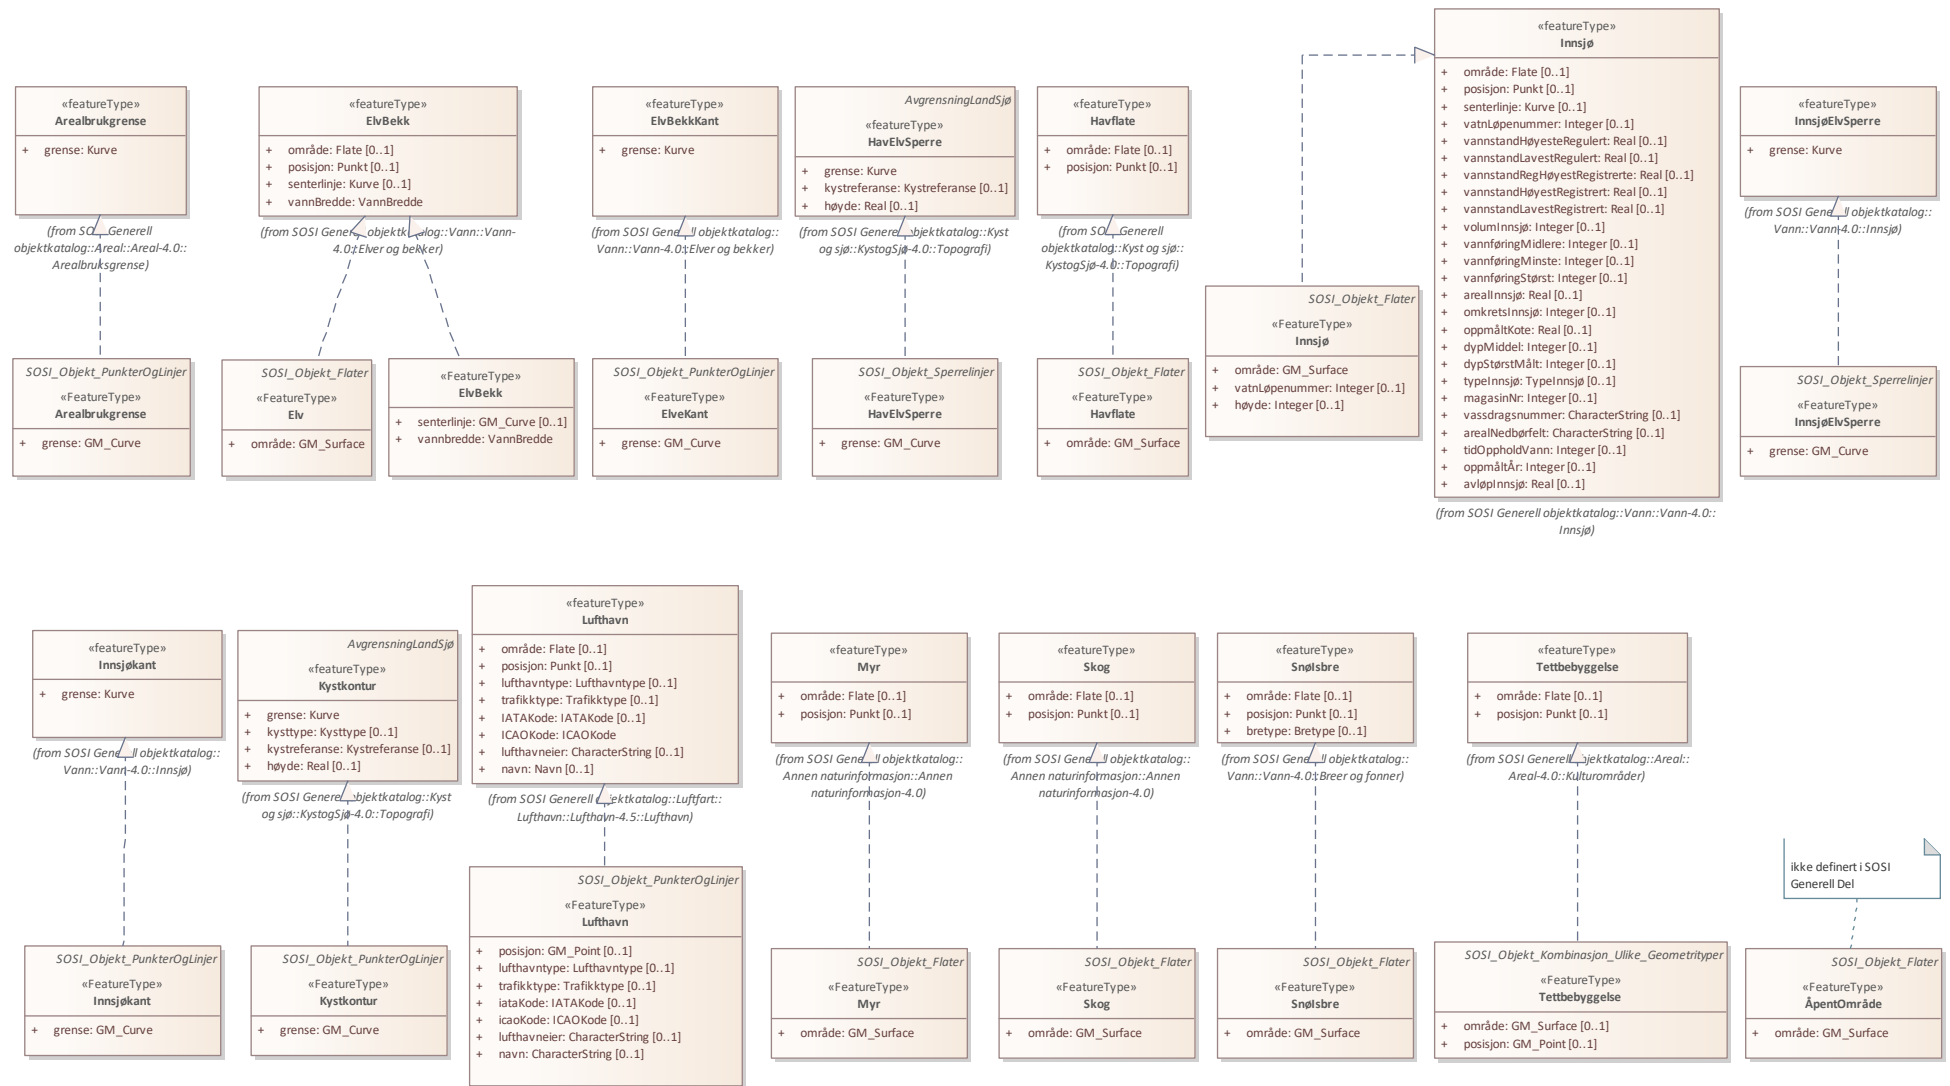 «featureType»
Arealbrukgrense
+ grense: Kurve
(from SOSI Generell
objektkatalog::Areal::Areal-4.0::
Arealbruksgrense)
«featureType»
ElvBekk
+ område: Flate [0..1]
+ posisjon: Punkt [0..1]
+ senterlinje: Kurve [0..1]
+ vannBredde: VannBredde
(from SOSI Generell objektkatalog::Vann::Vann-
4.0::Elver og bekker)
«featureType»
ElvBekkKant
+ grense: Kurve
(from SOSI Generell objektkatalog::
Vann::Vann-4.0::Elver og bekker)
AvgrensningLandSjø
«featureType»
HavElvSperre
+ grense: Kurve
+ kystreferanse: Kystreferanse [0..1]
+ høyde: Real [0..1]
(from SOSI Generell objektkatalog::Kyst
og sjø::KystogSjø-4.0::Topografi)
«featureType»
Havflate
+ område: Flate [0..1]
+ posisjon: Punkt [0..1]
(from SOSI Generell
objektkatalog::Kyst og sjø::
KystogSjø-4.0::Topografi)
«featureType»
Innsjø
+ område: Flate [0..1]
+ posisjon: Punkt [0..1]
+ senterlinje: Kurve [0..1]
+ vatnLøpenummer: Integer [0..1]
+ vannstandHøyesteRegulert: Real [0..1]
+ vannstandLavestRegulert: Real [0..1]
+ vannstandRegHøyestRegistrerte: Real [0..1]
+ vannstandHøyestRegistrert: Real [0..1]
+ vannstandLavestRegistrert: Real [0..1]
+ volumInnsjø: Integer [0..1]
+ vannføringMidlere: Integer [0..1]
+ vannføringMinste: Integer [0..1]
+ vannføringStørst: Integer [0..1]
+ arealInnsjø: Real [0..1]
+ omkretsInnsjø: Integer [0..1]
+ oppmåltKote: Real [0..1]
+ dypMiddel: Integer [0..1]
+ dypStørstMålt: Integer [0..1]
+ typeInnsjø: TypeInnsjø [0..1]
+ magasinNr: Integer [0..1]
+ vassdragsnummer: CharacterString [0..1]
+ arealNedbørfelt: CharacterString [0..1]
+ tidOppholdVann: Integer [0..1]
+ oppmåltÅr: Integer [0..1]
+ avløpInnsjø: Real [0..1]
(from SOSI Generell objektkatalog::Vann::Vann-4.0::
Innsjø)
«featureType»
InnsjøElvSperre
+ grense: Kurve
(from SOSI Generell objektkatalog::
Vann::Vann-4.0::Innsjø)
SOSI_Objekt_PunkterOgLinjer
«FeatureType»
Arealbrukgrense
+ grense: GM_Curve
SOSI_Objekt_Flater
«FeatureType»
Elv
+ område: GM_Surface
«FeatureType»
ElvBekk
+ senterlinje: GM_Curve [0..1]
+ vannbredde: VannBredde
SOSI_Objekt_PunkterOgLinjer
«FeatureType»
ElveKant
+ grense: GM_Curve
SOSI_Objekt_Sperrelinjer
«FeatureType»
HavElvSperre
+ grense: GM_Curve
SOSI_Objekt_Flater
«FeatureType»
Havflate
+ område: GM_Surface
SOSI_Objekt_Flater
«FeatureType»
Innsjø
+ område: GM_Surface
+ vatnLøpenummer: Integer [0..1]
+ høyde: Integer [0..1]
SOSI_Objekt_Sperrelinjer
«FeatureType»
InnsjøElvSperre
+ grense: GM_Curve
«featureType»
Innsjøkant
+ grense: Kurve
(from SOSI Generell objektkatalog::
Vann::Vann-4.0::Innsjø)
AvgrensningLandSjø
«featureType»
Kystkontur
+ grense: Kurve
+ kysttype: Kysttype [0..1]
+ kystreferanse: Kystreferanse [0..1]
+ høyde: Real [0..1]
(from SOSI Generell objektkatalog::Kyst
og sjø::KystogSjø-4.0::Topografi)
«featureType»
Lufthavn
+ område: Flate [0..1]
+ posisjon: Punkt [0..1]
+ lufthavntype: Lufthavntype [0..1]
+ trafikktype: Trafikktype [0..1]
+ IATAKode: IATAKode [0..1]
+ ICAOKode: ICAOKode
+ lufthavneier: CharacterString [0..1]
+ navn: Navn [0..1]
(from SOSI Generell objektkatalog::Luftfart::
Lufthavn::Lufthavn-4.5::Lufthavn)
«featureType»
Myr
+ område: Flate [0..1]
+ posisjon: Punkt [0..1]
(from SOSI Generell objektkatalog::
Annen naturinformasjon::Annen
naturinformasjon-4.0)
«featureType»
Skog
+ område: Flate [0..1]
+ posisjon: Punkt [0..1]
(from SOSI Generell objektkatalog::
Annen naturinformasjon::Annen
naturinformasjon-4.0)
«featureType»
SnøIsbre
+ område: Flate [0..1]
+ posisjon: Punkt [0..1]
+ bretype: Bretype [0..1]
(from SOSI Generell objektkatalog::
Vann::Vann-4.0::Breer og fonner)
«featureType»
Tettbebyggelse
+ område: Flate [0..1]
+ posisjon: Punkt [0..1]
(from SOSI Generell objektkatalog::Areal::
Areal-4.0::Kulturområder)
ikke definert i SOSI
Generell Del
SOSI_Objekt_PunkterOgLinjer
«FeatureType»
Innsjøkant
+ grense: GM_Curve
SOSI_Objekt_PunkterOgLinjer
«FeatureType»
Kystkontur
+ grense: GM_Curve
SOSI_Objekt_PunkterOgLinjer
«FeatureType»
Lufthavn
+ posisjon: GM_Point [0..1]
+ lufthavntype: Lufthavntype [0..1]
+ trafikktype: Trafikktype [0..1]
+ iataKode: IATAKode [0..1]
+ icaoKode: ICAOKode [0..1]
+ lufthavneier: CharacterString [0..1]
+ navn: CharacterString [0..1]
SOSI_Objekt_Flater
«FeatureType»
Myr
+ område: GM_Surface
SOSI_Objekt_Flater
«FeatureType»
Skog
+ område: GM_Surface
SOSI_Objekt_Flater
«FeatureType»
SnøIsbre
+ område: GM_Surface
SOSI_Objekt_Kombinasjon_Ulike_Geometrityper
«FeatureType»
Tettbebyggelse
+ område: GM_Surface [0..1]
+ posisjon: GM_Point [0..1]
SOSI_Objekt_Flater
«FeatureType»
ÅpentOmråde
+ område: GM_Surface